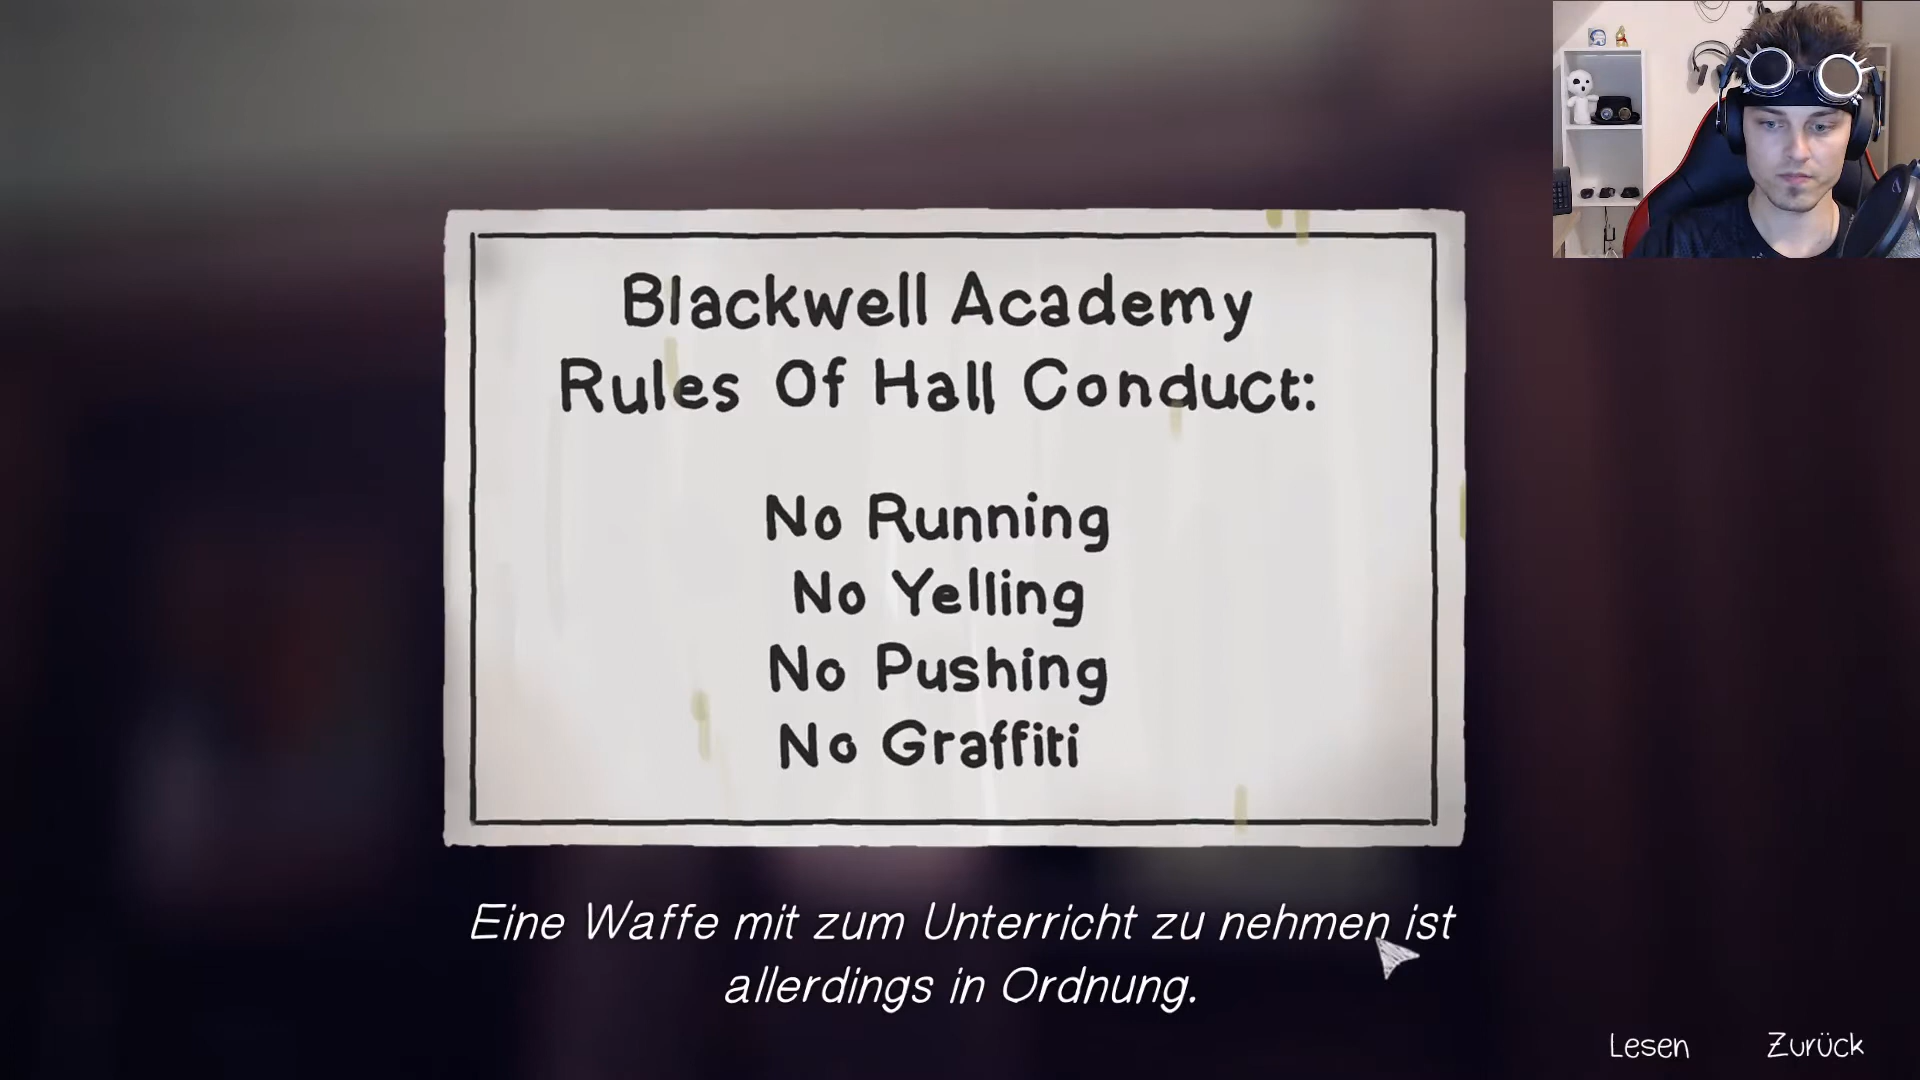 Blackwell Academy
Rules Of Hall Conduct:
No Running
No Yelling
No Pushing
No Graffiti
Eine Waffe mit zum Unterricht zu nehmen ist
allerdings in Ordnung.
Lesen Zurück